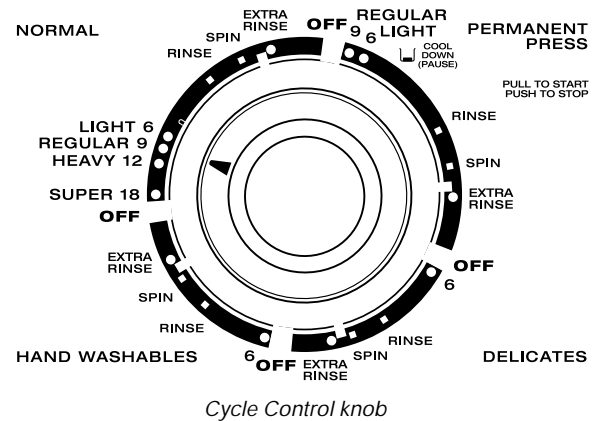 NORMAL
EXTRA
RINSE
SPIN
RINSE
LIGHT 6
REGULAR 9
HEAVY 12
SUPER 18
OFF
OFF
9 6
REGULAR
LIGHT
COOL
DOWN
(PAUSE)
PERMANENT
PRESS
PULL TO START
PUSH TO STOP
RINSE
SPIN
EXTRA
RINSE
OFF
6
RINSE
SPIN
EXTRA
RINSE
DELICATES
OFF
6
RINSE
SPIN
EXTRA
RINSE
HAND WASHABLES
Cycle Control knob